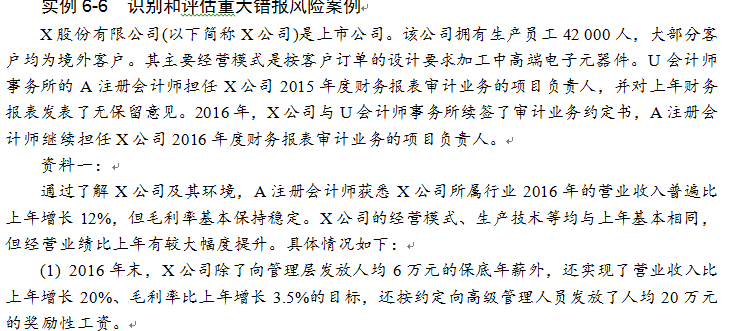 实例 6-6 识别和评估重大错报风险案例
X 股份有限公司(以下简称 X 公司)是上市公司。该公司拥有生产员工 42 000 人，大部分客
户均为境外客户。其主要经营模式是按客户订单的设计要求加工中高端电子元器件。U 会计师
事务所的 A 注册会计师担任 X 公司 2015 年度财务报表审计业务的项目负责人，并对上年财务
报表发表了无保留意见。2016 年，X 公司与 U 会计师事务所续签了审计业务约定书，A 注册会
计师继续担任 X 公司 2016 年度财务报表审计业务的项目负责人。
资料一：
通过了解 X 公司及其环境，A 注册会计师获悉 X 公司所属行业 2016 年的营业收入普遍比
上年增长 12%，但毛利率基本保持稳定。X 公司的经营模式、生产技术等均与上年基本相同，
但经营业绩比上年有较大幅度提升。具体情况如下：
(1) 2016 年末，X 公司除了向管理层发放人均 6 万元的保底年薪外，还实现了营业收入比
上年增长 20%、毛利率比上年增长 3.5%的目标，还按约定向高级管理人员发放了人均 20 万元
的奖励性工资。